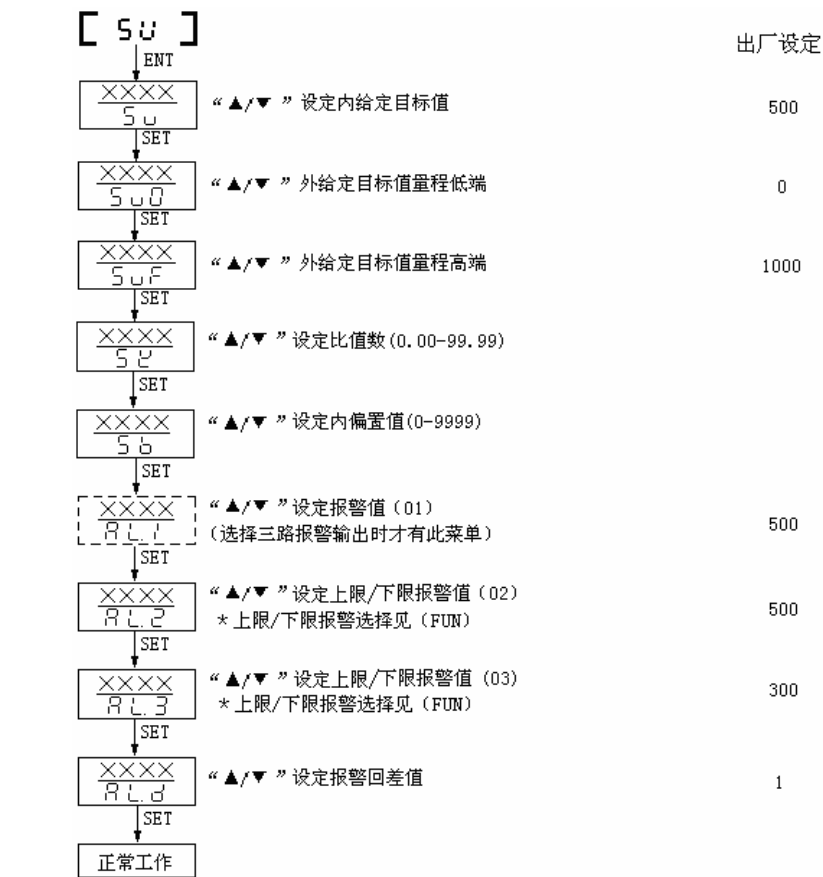 [ SU ]
出厂设定
ENT
XXXX
Su
“▲/▼ ”设定内给定目标值
500
SET
XXXX
Su0
“▲/▼ ”外给定目标值量程低端
0
SET
XXXX
SuF
“▲/▼ ”外给定目标值量程高端
1000
SET
XXXX
SY
“▲/▼ ”设定比值数(0.00-99.99)
SET
XXXX
Sb
“▲/▼ ”设定内偏置值(0-9999)
SET
XXXX
AL.1
“▲/▼ ”设定报警值(01)
(选择三路报警输出时才有此菜单)
500
SET
XXXX
AL.2
“▲/▼ ”设定上限/下限报警值(02)
*上限/下限报警选择见(FUN)
500
SET
XXXX
AL.3
“▲/▼ ”设定上限/下限报警值(03)
*上限/下限报警选择见(FUN)
300
SET
XXXX
AL.d
“▲/▼ ”设定报警回差值
1
SET
正常工作